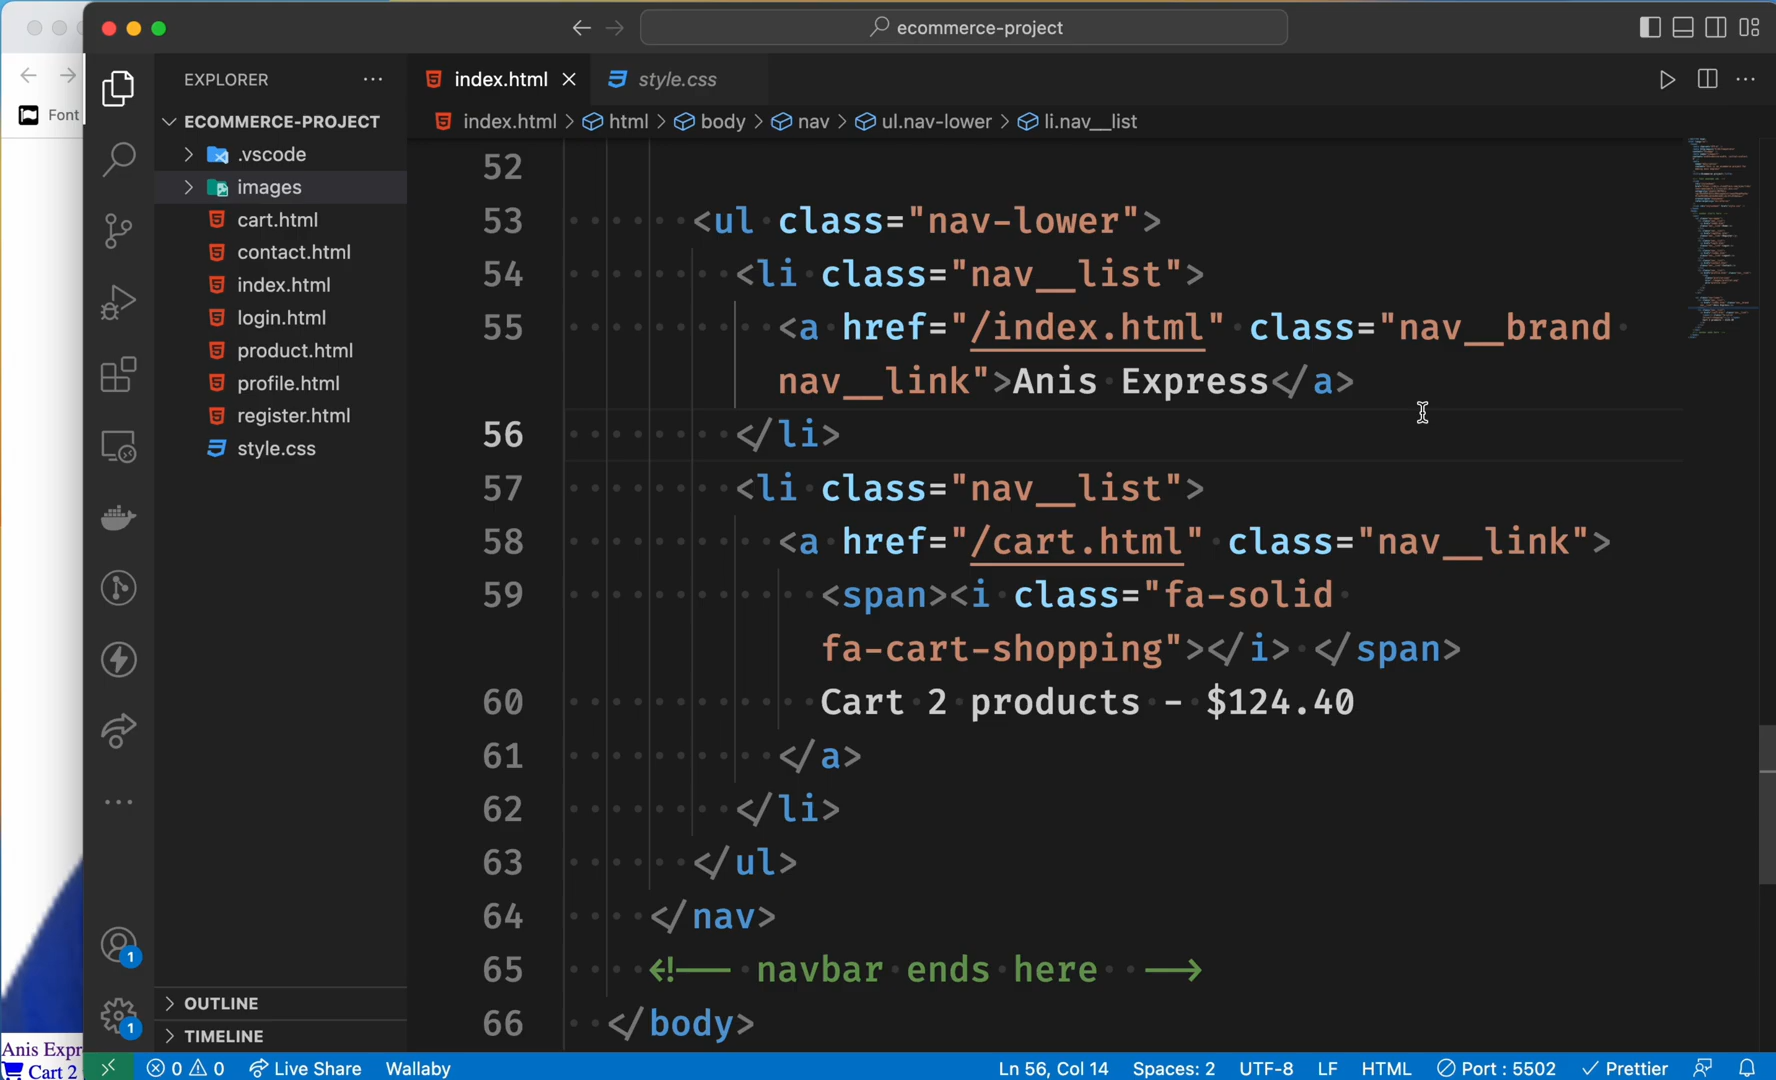 ecommerce-project
EXPLORER
index.html
style.css
Font
ECOMMERCE-PROJECT
index.html > html > body > nav > ul.nav-lower > li.nav__list
.vscode
images
cart.html
contact.html
index.html
login.html
product.html
profile.html
register.html
style.css
52
53 <ul class="nav-lower">
54 <li class="nav__list">
55 <a href="/index.html" class="nav__brand
nav__link">Anis Express</a>
56 </li>
57 <li class="nav__list">
58 <a href="/cart.html" class="nav__link">
59 <span><i class="fa-solid
fa-cart-shopping"></i> </span>
60 Cart 2 products - $124.40
61 </a>
62 </li>
63 </ul>
64 </nav>
65 <!-- navbar ends here -->
66 </body>
1
OUTLINE
1
TIMELINE
Anis Expr
Cart 2
0 0 Live Share Wallaby Ln 56, Col 14 Spaces: 2 UTF-8 LF HTML Port : 5502 Prettier